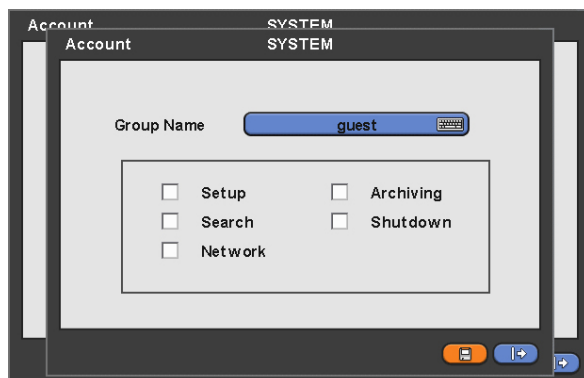 Account SYSTEM
Account SYSTEM
Group Name guest
Setup Archiving
Search Shutdown
Network